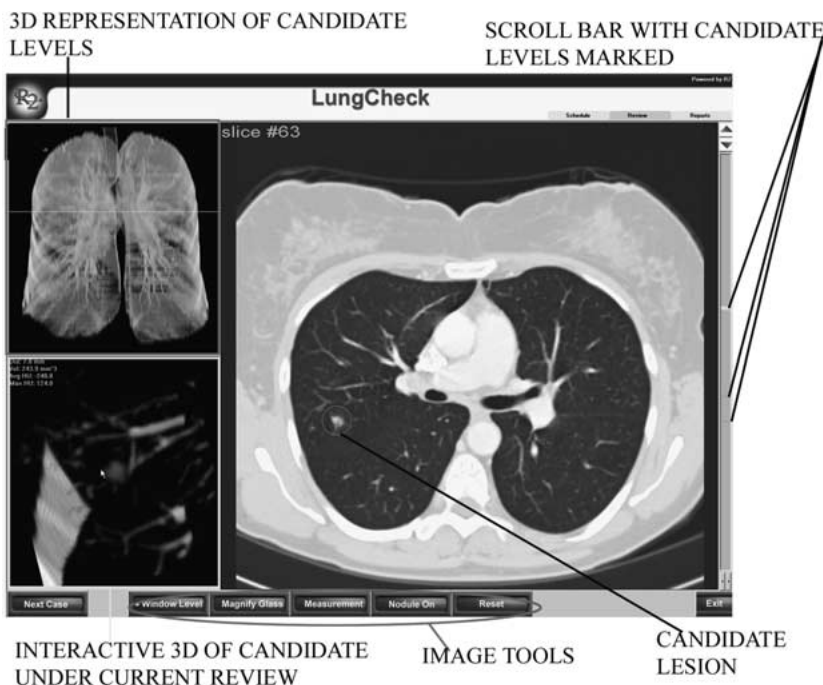 3D REPRESENTATION OF CANDIDATE
LEVELS
SCROLL BAR WITH CANDIDATE
LEVELS MARKED
R2
LungCheck
Schedule
Review
Reports
slice #63
Next Case
Window Level
Magnify Glass
Measurement
Nodule On
Reset
Exit
INTERACTIVE 3D OF CANDIDATE
UNDER CURRENT REVIEW
IMAGE TOOLS
CANDIDATE
LESION